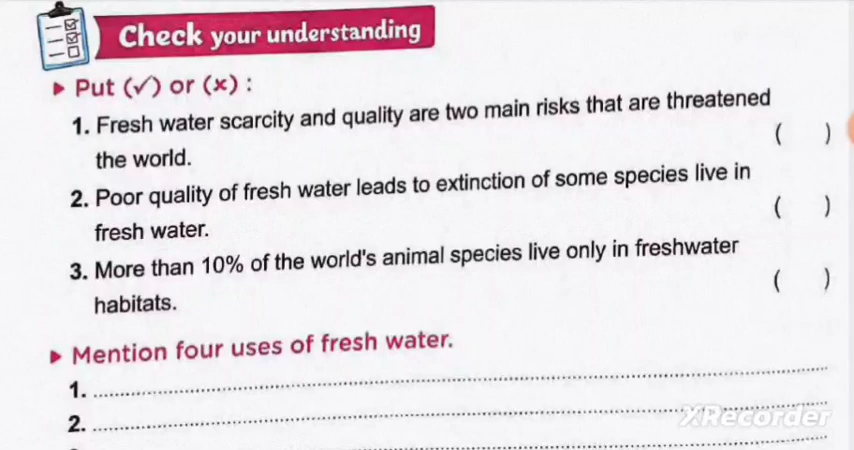 Check your understanding
▶ Put (✓) or (×) :
1. Fresh water scarcity and quality are two main risks that are threatened
the world. ( )
2. Poor quality of fresh water leads to extinction of some species live in
fresh water. ( )
3. More than 10% of the world's animal species live only in freshwater
habitats. ( )
▶ Mention four uses of fresh water.
1. ........................................
2. ........................................
XRecorder